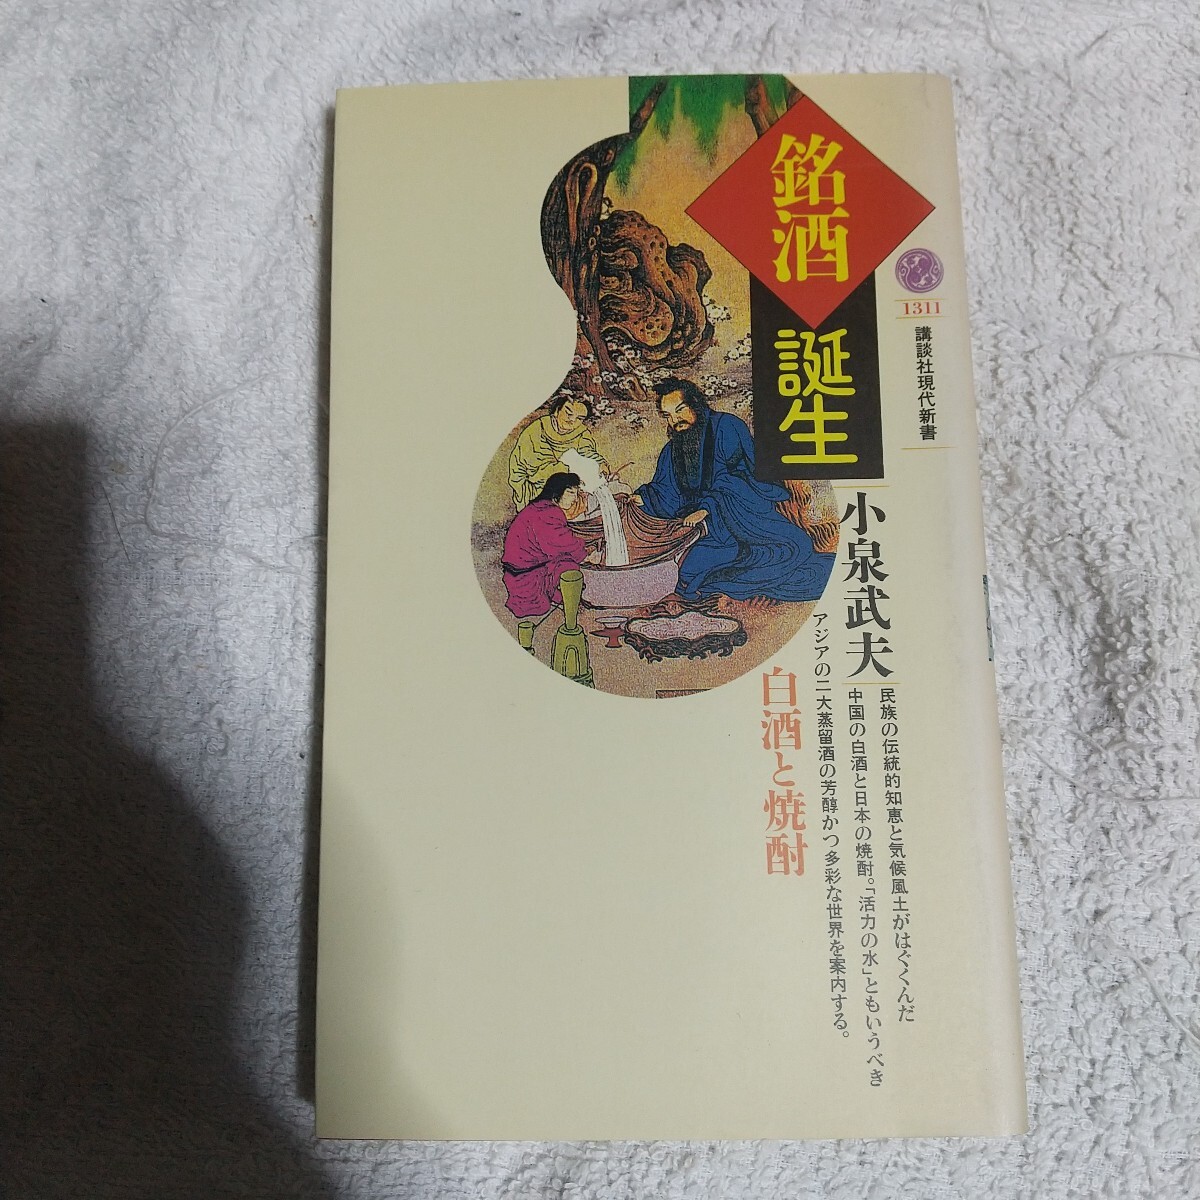 銘酒
誕生
1311
講談社現代新書
小泉武夫
民族の伝統的知恵と気候風土がはぐくんだ
中国の白酒と日本の焼酎。「活力の水」ともいうべき
アジアの二大蒸留酒の芳醇かつ多彩な世界を案内する。
白酒と焼酎